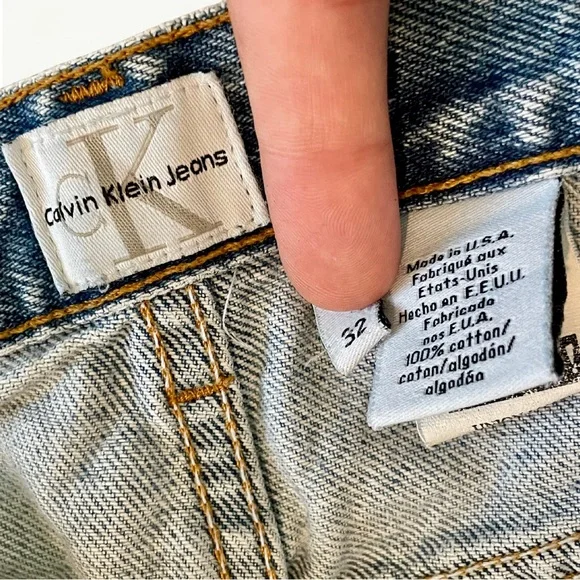 cK
Calvin Klein Jeans
32
Made in U.S.A.
Fabriqué aux
Etats-Unis
Hecho en E.E.U.U.
Fabricado
nos E.U.A.
100% cotton/
coton/algodón/
algodão